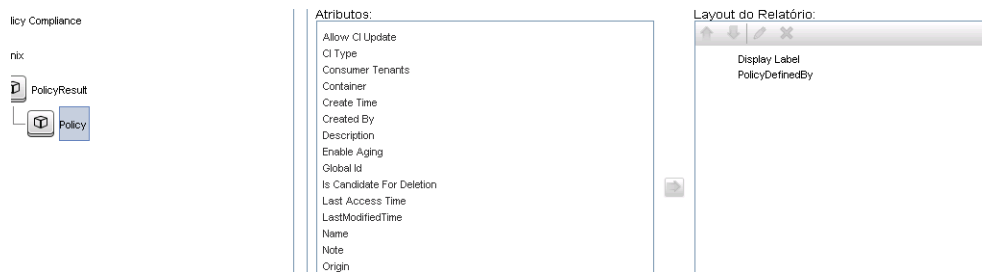 licy Compliance
nix
PolicyResult
Policy
Atributos:
Allow CI Update
CI Type
Consumer Tenants
Container
Create Time
Created By
Description
Enable Aging
Global Id
Is Candidate For Deletion
Last Access Time
LastModifiedTime
Name
Note
Origin
Layout do Relatório:
Display Label
PolicyDefinedBy